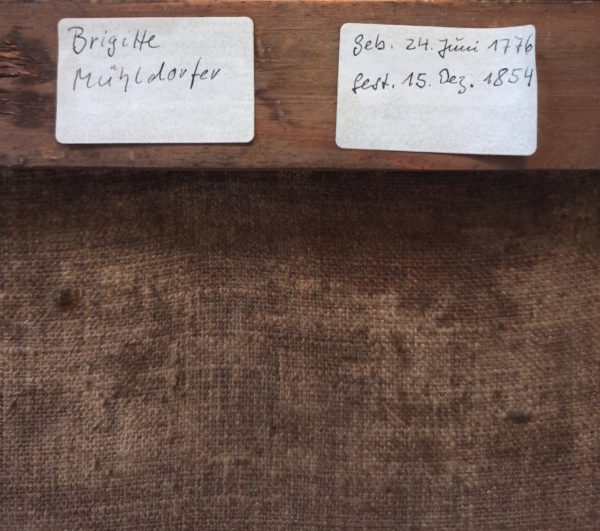 Brigitte
Mühldorfer
geb. 24. Juni 1776
gest. 15. Dez. 1854